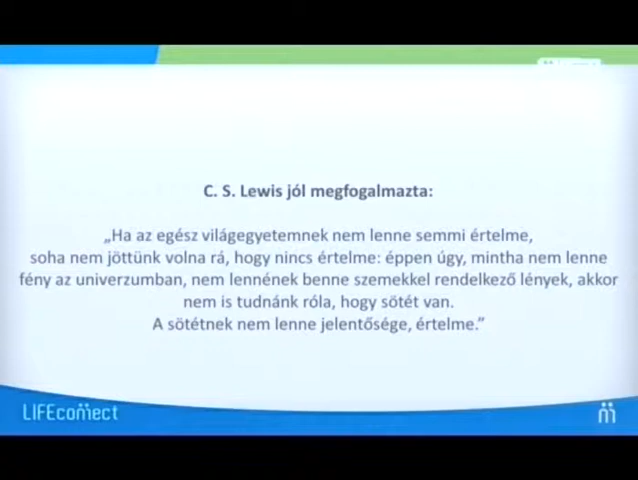 C. S. Lewis jól megfogalmazta:
„Ha az egész világegyetemnek nem lenne semmi értelme,
soha nem jöttünk volna rá, hogy nincs értelme: éppen úgy, mintha nem lenne
fény az univerzumban, nem lennének benne szemekkel rendelkező lények, akkor
nem is tudnánk róla, hogy sötét van.
A sötétnek nem lenne jelentősége, értelme.”
LIFEconnect